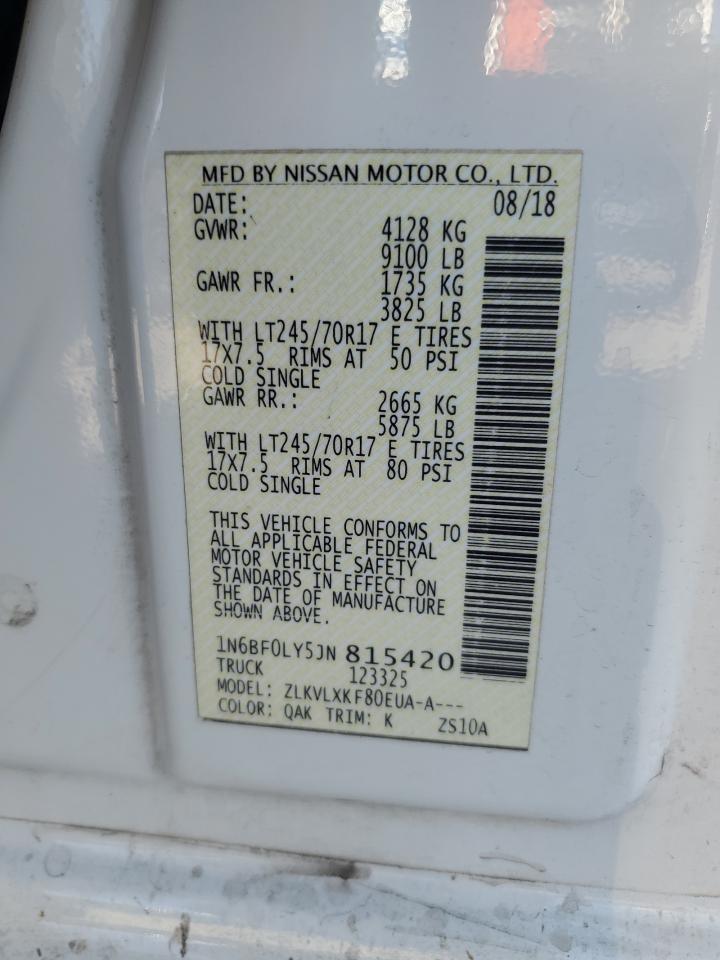 MFD BY NISSAN MOTOR CO., LTD.
DATE: 08/18
GVWR: 4128 KG
9100 LB
GAWR FR.: 1735 KG
3825 LB
WITH LT245/70R17 E TIRES
17X7.5 RIMS AT 50 PSI
COLD SINGLE
GAWR RR.: 2665 KG
5875 LB
WITH LT245/70R17 E TIRES
17X7.5 RIMS AT 80 PSI
COLD SINGLE
THIS VEHICLE CONFORMS TO
ALL APPLICABLE FEDERAL
MOTOR VEHICLE SAFETY
STANDARDS IN EFFECT ON
THE DATE OF MANUFACTURE
SHOWN ABOVE.
1N6BF0LY5JN 815420
TRUCK 123325
MODEL: ZLKVLXKF80EUA-A---
COLOR: QAK TRIM: K ZS10A